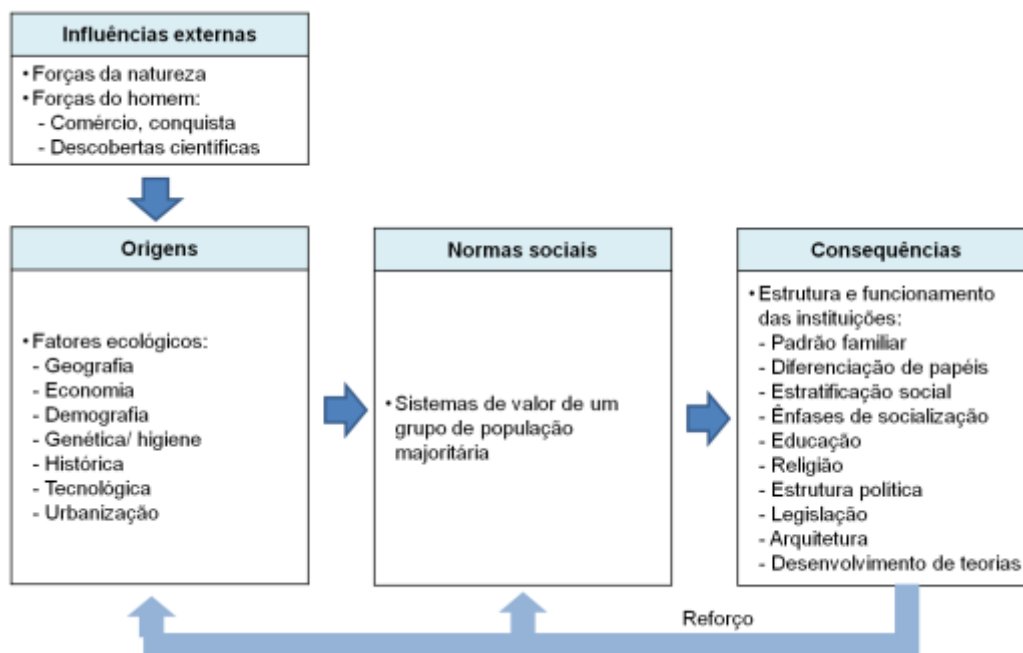 Influências externas
• Forças da natureza
• Forças do homem:
- Comércio, conquista
- Descobertas científicas
Origens
• Fatores ecológicos:
- Geografia
- Economia
- Demografia
- Genética/ higiene
- Histórica
- Tecnológica
- Urbanização
Normas sociais
• Sistemas de valor de um
grupo de população
majoritária
Consequências
• Estrutura e funcionamento
das instituições:
- Padrão familiar
- Diferenciação de papéis
- Estratificação social
- Ênfases de socialização
- Educação
- Religião
- Estrutura política
- Legislação
- Arquitetura
- Desenvolvimento de teorias
Reforço